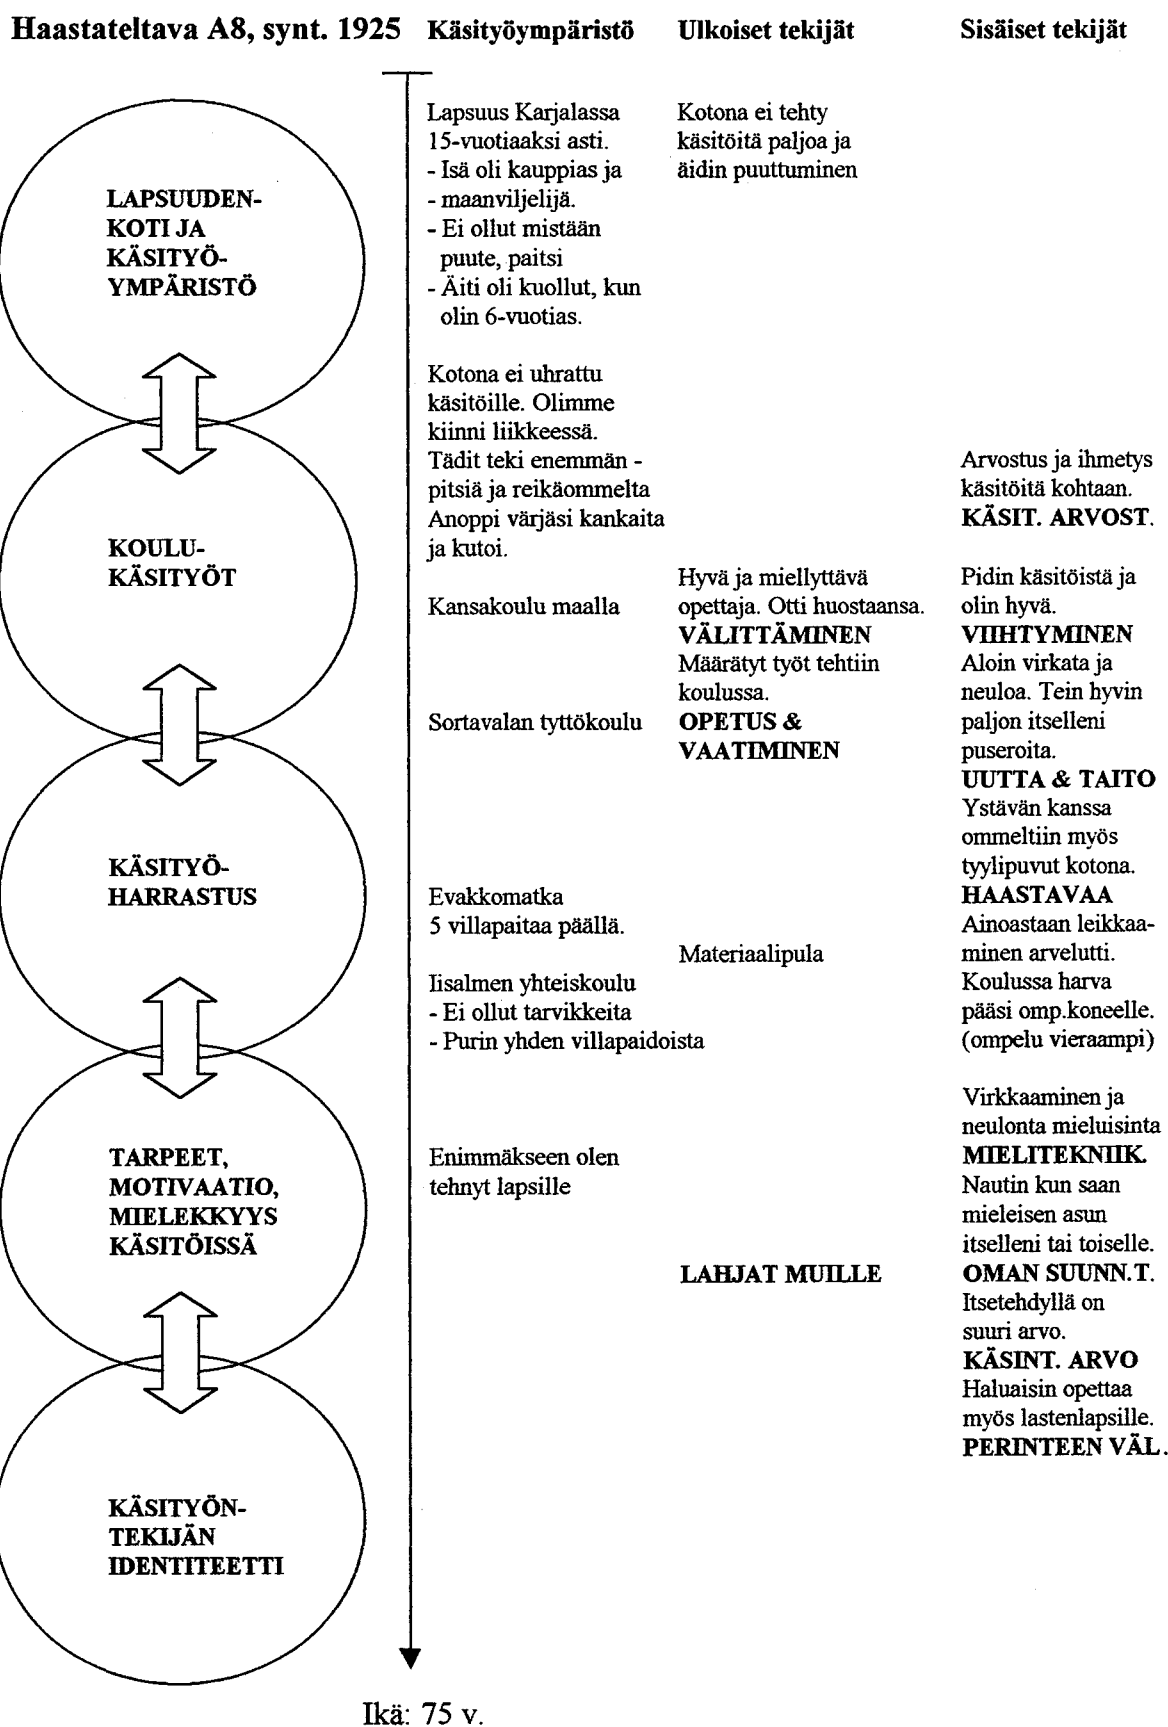 Haastateltava A8, synt. 1925
Käsityöympäristö
Ulkoiset tekijät
Sisäiset tekijät
LAPSUUDEN-
KOTI JA
KÄSITYÖ-
YMPÄRISTÖ
KOULU-
KÄSITYÖT
KÄSITYÖ-
HARRASTUS
TARPEET,
MOTIVAATIO,
MIELEKKYYS
KÄSITÖISSÄ
KÄSITYÖN-
TEKIJÄN
IDENTITEETTI
Lapsuus Karjalassa
15-vuotiaaksi asti.
- Isä oli kauppias ja
- maanviljelijä.
- Ei ollut mistään
puute, paitsi
- Äiti oli kuollut, kun
olin 6-vuotias.
Kotona ei uhrattu
käsitöille. Olimme
kiinni liikkeessä.
Tädit teki enemmän -
pitsiä ja reikäommelta
Anoppi värjäsi kankaita
ja kutoi.
Kansakoulu maalla
Sortavalan tyttökoulu
Evakkomatka
5 villapaitaa päällä.
Iisalmen yhteiskoulu
- Ei ollut tarvikkeita
- Purin yhden villapaidoista
Enimmäkseen olen
tehnyt lapsille
Kotona ei tehty
käsitöitä paljoa ja
äidin puuttuminen
Hyvä ja miellyttävä
opettaja. Otti huostaansa.
VÄLITTÄMINEN
Määrätyt työt tehtiin
koulussa.
OPETUS &
VAATIMINEN
Materiaalipula
LAHJAT MUILLE
Arvostus ja ihmetys
käsitöitä kohtaan.
KÄSIT. ARVOST.
Pidin käsitöistä ja
olin hyvä.
VIIHTYMINEN
Aloin virkata ja
neuloa. Tein hyvin
paljon itselleni
puseroita.
UUTTA & TAITO
Ystävän kanssa
ommeltiin myös
tyylipuvut kotona.
HAASTAVAA
Ainoastaan leikkaa-
minen arvelutti.
Koulussa harva
pääsi omp.koneelle.
(ompelu vieraampi)
Virkkaaminen ja
neulonta mieluisinta
MIELITEKNIIK.
Nautin kun saan
mieleisen asun
itselleni tai toiselle.
OMAN SUUNN.T.
Itsetehdyllä on
suuri arvo.
KÄSINT. ARVO
Haluaisin opettaa
myös lastenlapsille.
PERINTEEN VÄL.
Ikä: 75 v.